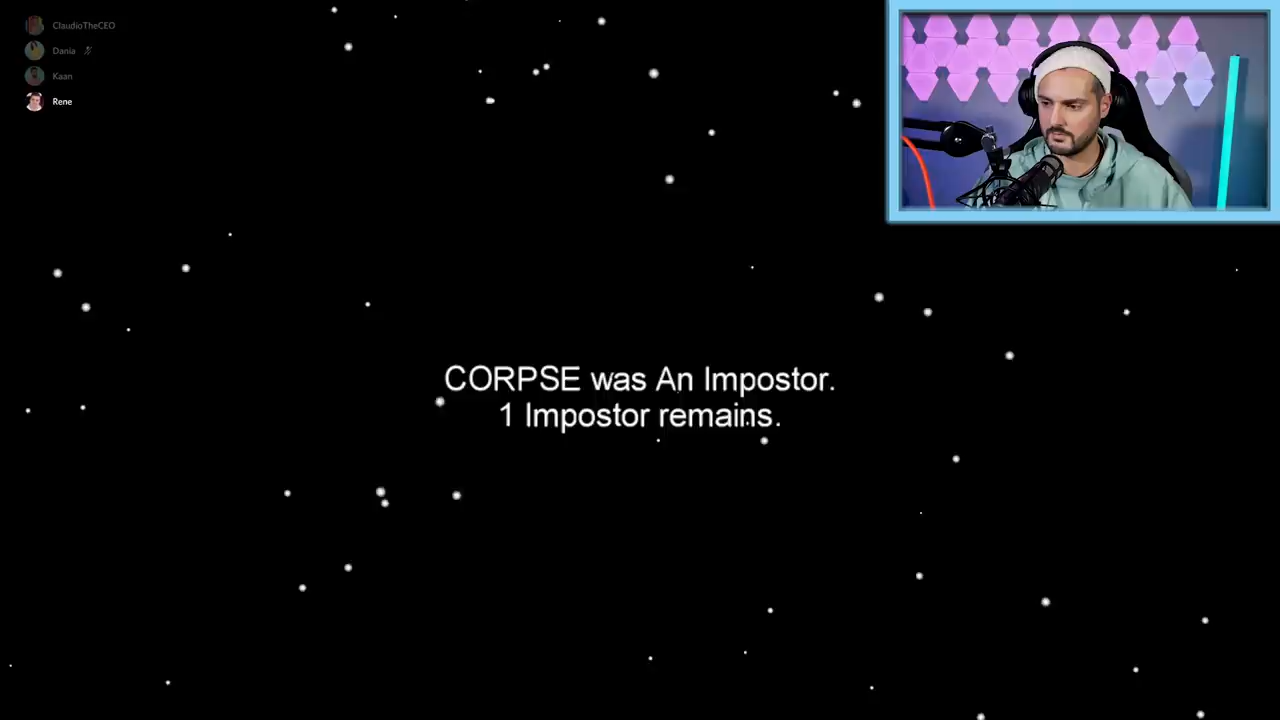 ClaudioTheCEO
Dania
Kaan
Rene
CORPSE was An Impostor.
1 Impostor remains.